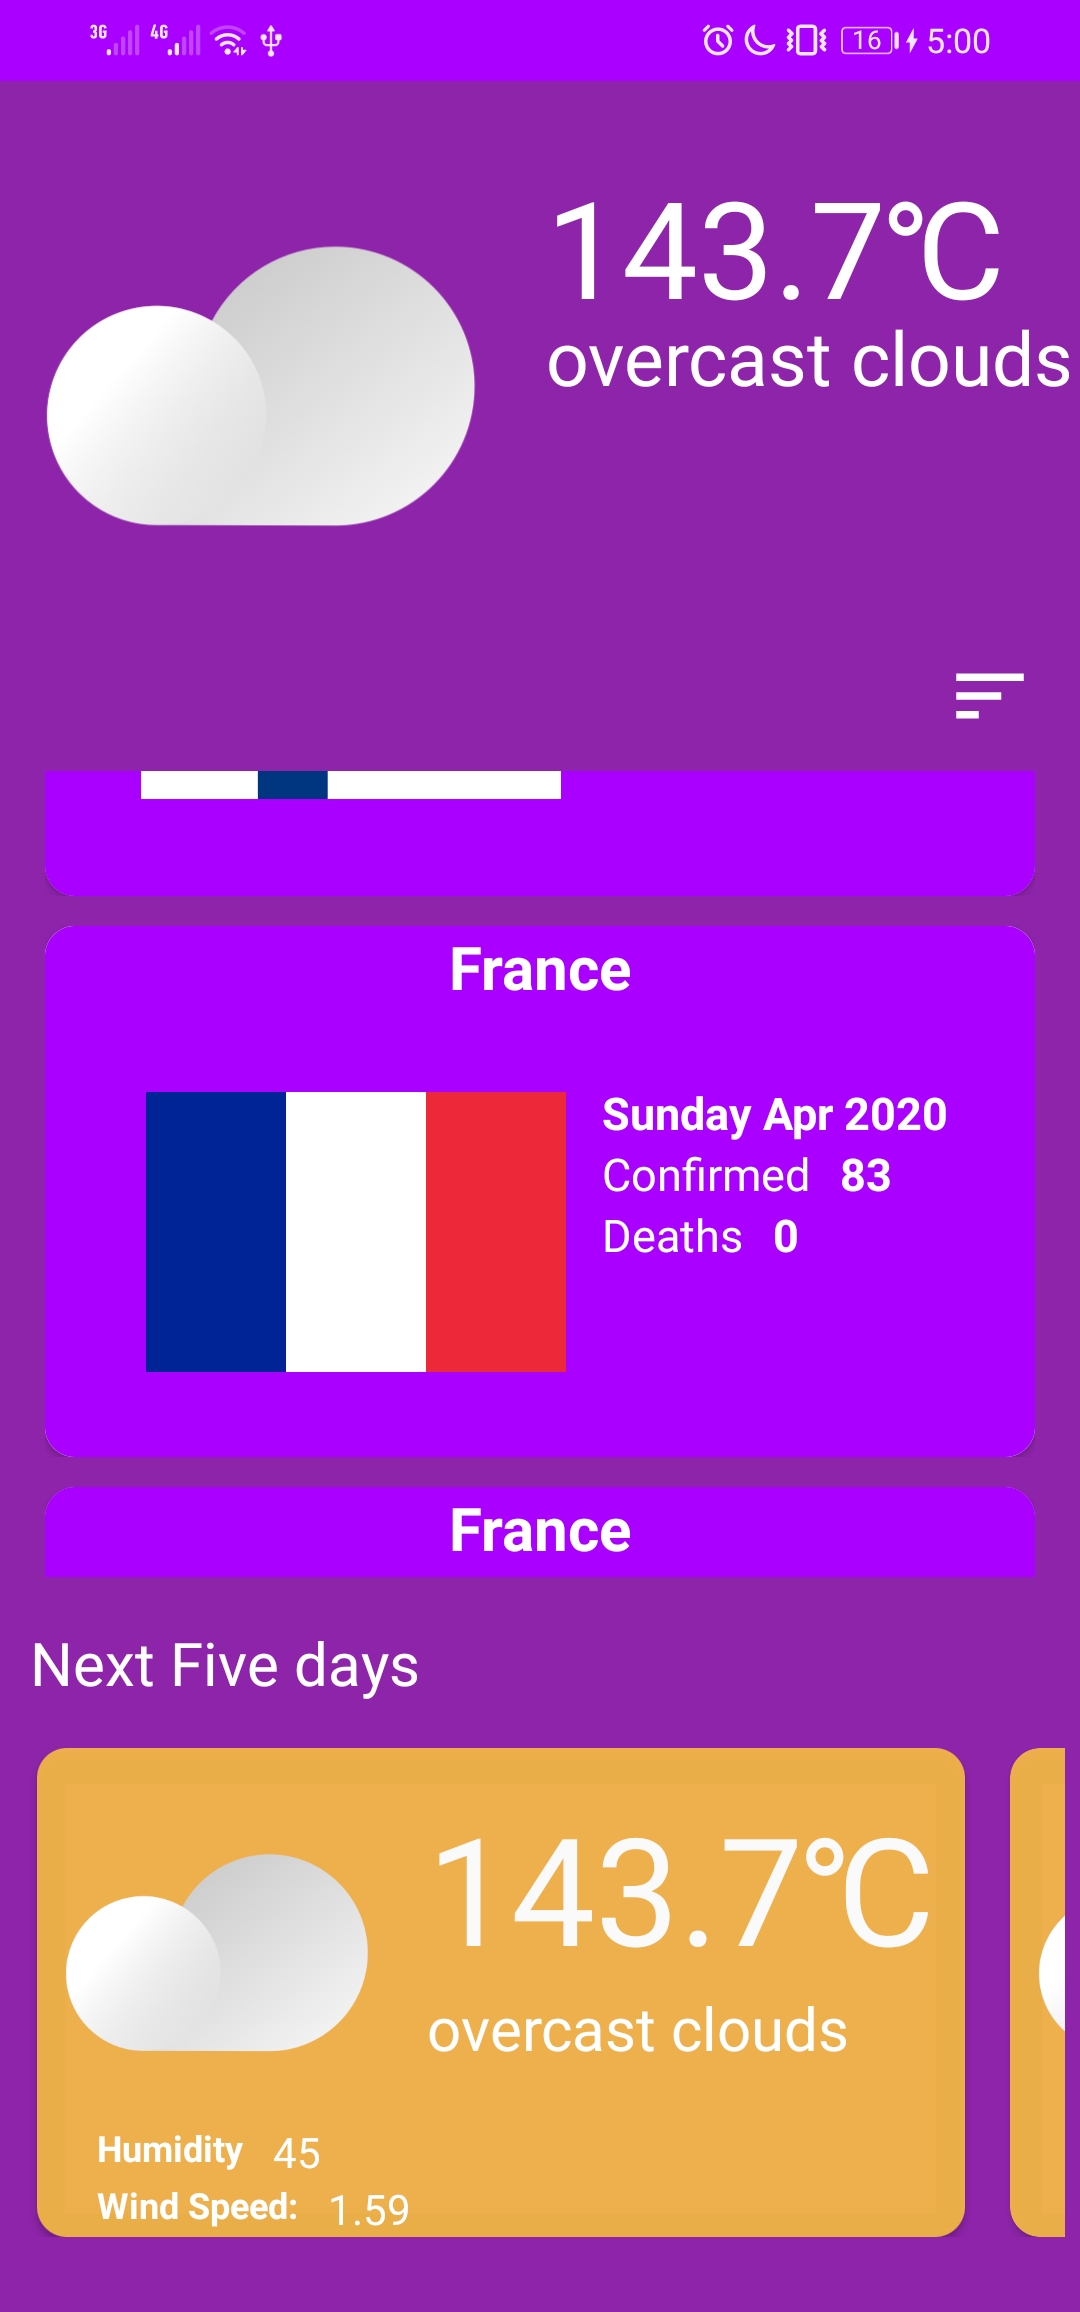 3G 4G 16 5:00
143.7℃
overcast clouds
France
Sunday Apr 2020
Confirmed 83
Deaths 0
France
Next Five days
143.7℃
overcast clouds
Humidity 45
Wind Speed: 1.59